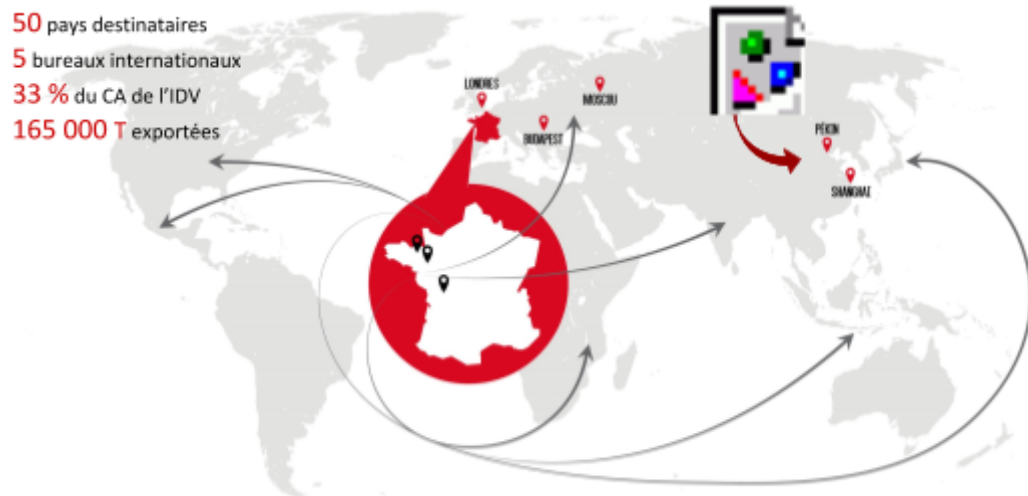 50 pays destinataires
5 bureaux internationaux
33 % du CA de l'IDV
165 000 T exportées
LONDRES
MOSCOU
BUDAPEST
PÉKIN
SHANGHAI